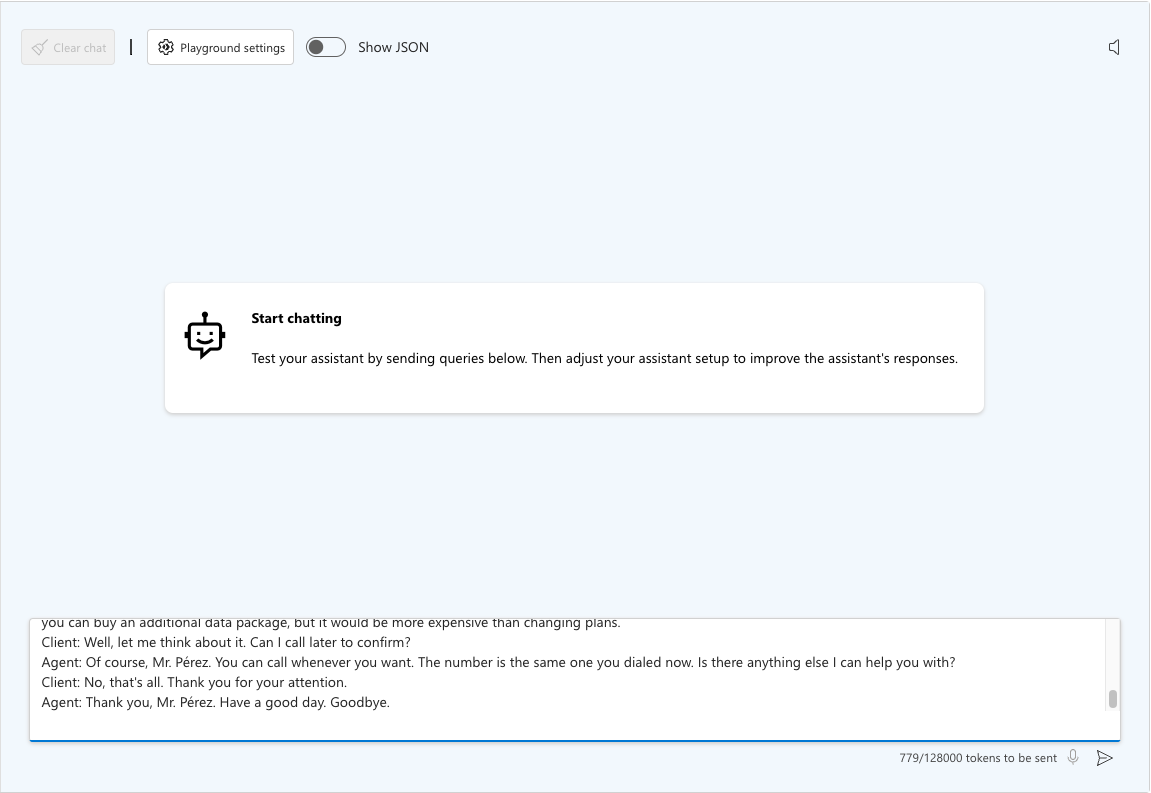 Clear chat
Playground settings
Show JSON
Start chatting
Test your assistant by sending queries below. Then adjust your assistant setup to improve the assistant's responses.
you can buy an additional data package, but it would be more expensive than changing plans.
Client: Well, let me think about it. Can I call later to confirm?
Agent: Of course, Mr. Pérez. You can call whenever you want. The number is the same one you dialed now. Is there anything else I can help you with?
Client: No, that's all. Thank you for your attention.
Agent: Thank you, Mr. Pérez. Have a good day. Goodbye.
779/128000 tokens to be sent